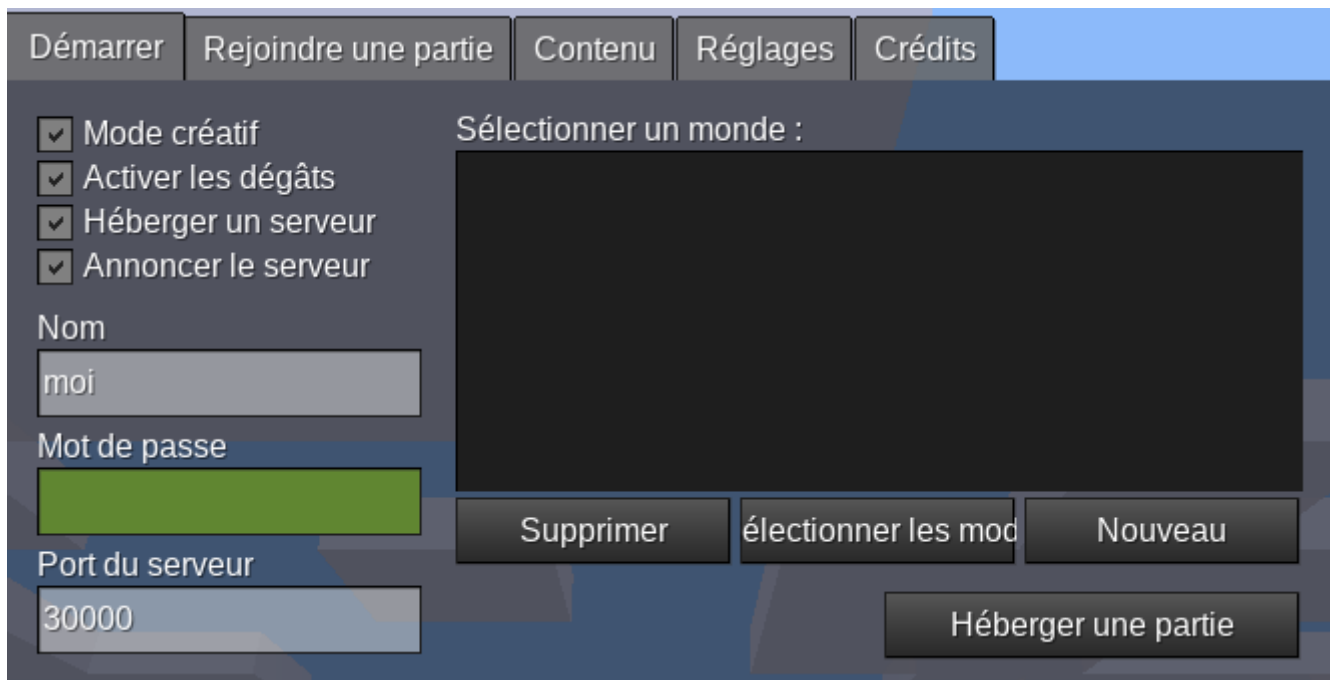 Démarrer
Rejoindre une partie
Contenu
Réglages
Crédits
Mode créatif
Activer les dégâts
Héberger un serveur
Annoncer le serveur
Nom
moi
Mot de passe
Port du serveur
30000
Sélectionner un monde :
Supprimer
électionner les mod
Nouveau
Héberger une partie